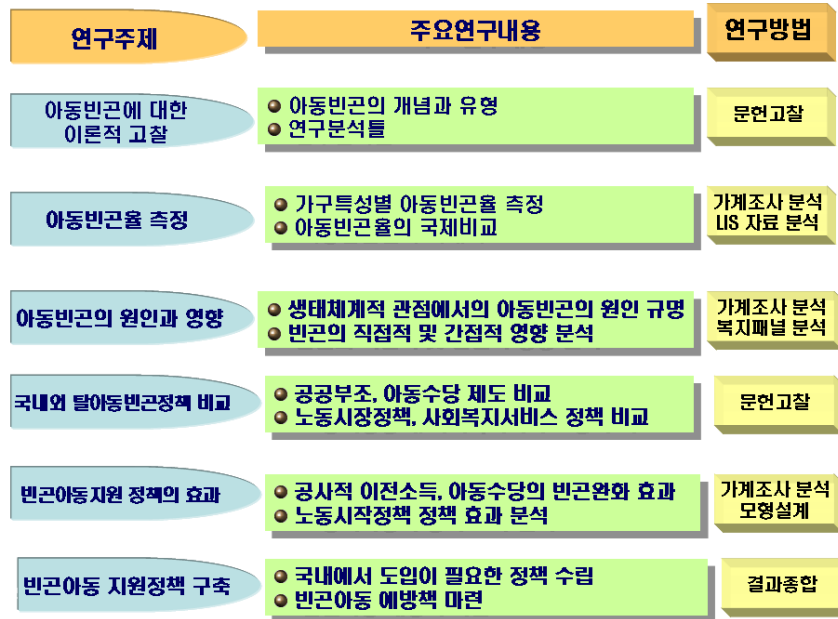 연구주제
주요연구내용
연구방법
아동빈곤에 대한
이론적 고찰
아동빈곤의 개념과 유형
연구분석틀
문헌고찰
아동빈곤율 측정
가구특성별 아동빈곤율 측정
아동빈곤율의 국제비교
가계조사 분석
LIS 자료 분석
아동빈곤의 원인과 영향
생태체계적 관점에서의 아동빈곤의 원인 규명
빈곤의 직접적 및 간접적 영향 분석
가계조사 분석
복지패널 분석
국내외 탈아동빈곤정책 비교
공공부조, 아동수당 제도 비교
노동시장정책, 사회복지서비스 정책 비교
문헌고찰
빈곤아동지원 정책의 효과
공사적 이전소득, 아동수당의 빈곤완화 효과
노동시작정책 정책 효과 분석
가계조사 분석
모형설계
빈곤아동 지원정책 구축
국내에서 도입이 필요한 정책 수립
빈곤아동 예방책 마련
결과종합